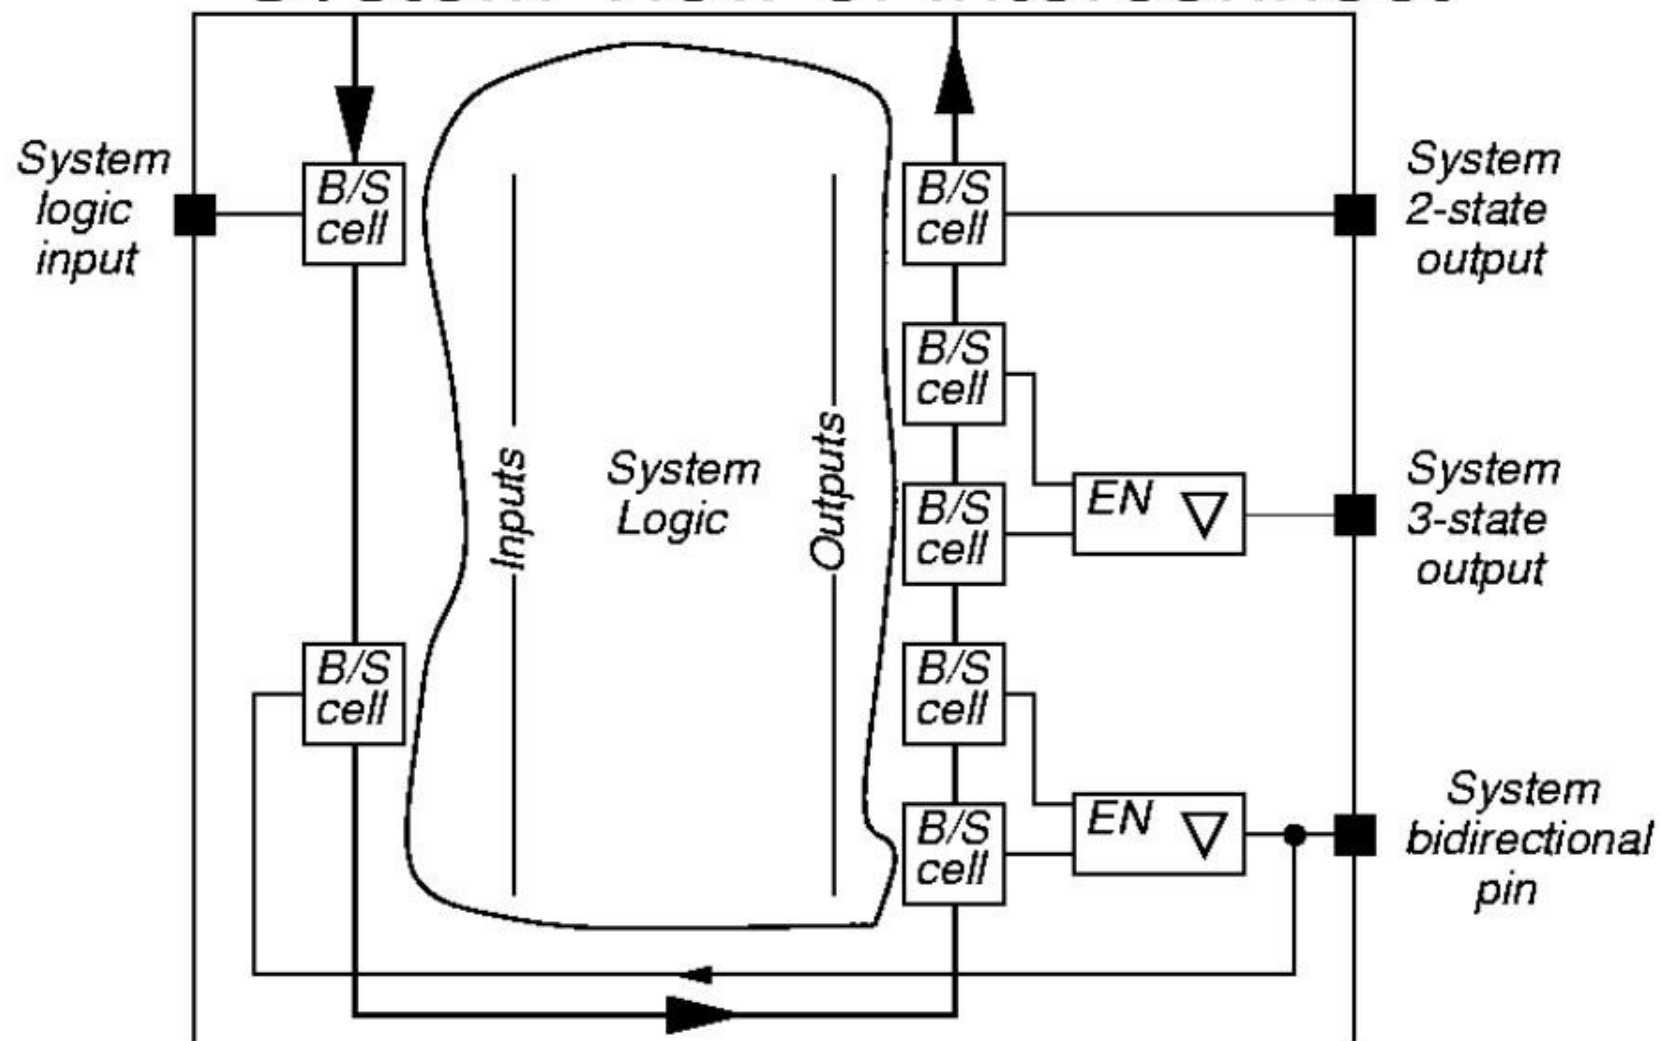 System
logic
input
B/S
cell
B/S
cell
Inputs
System
Logic
Outputs
B/S
cell
B/S
cell
B/S
cell
B/S
cell
B/S
cell
EN
EN
System
2-state
output
System
3-state
output
System
bidirectional
pin